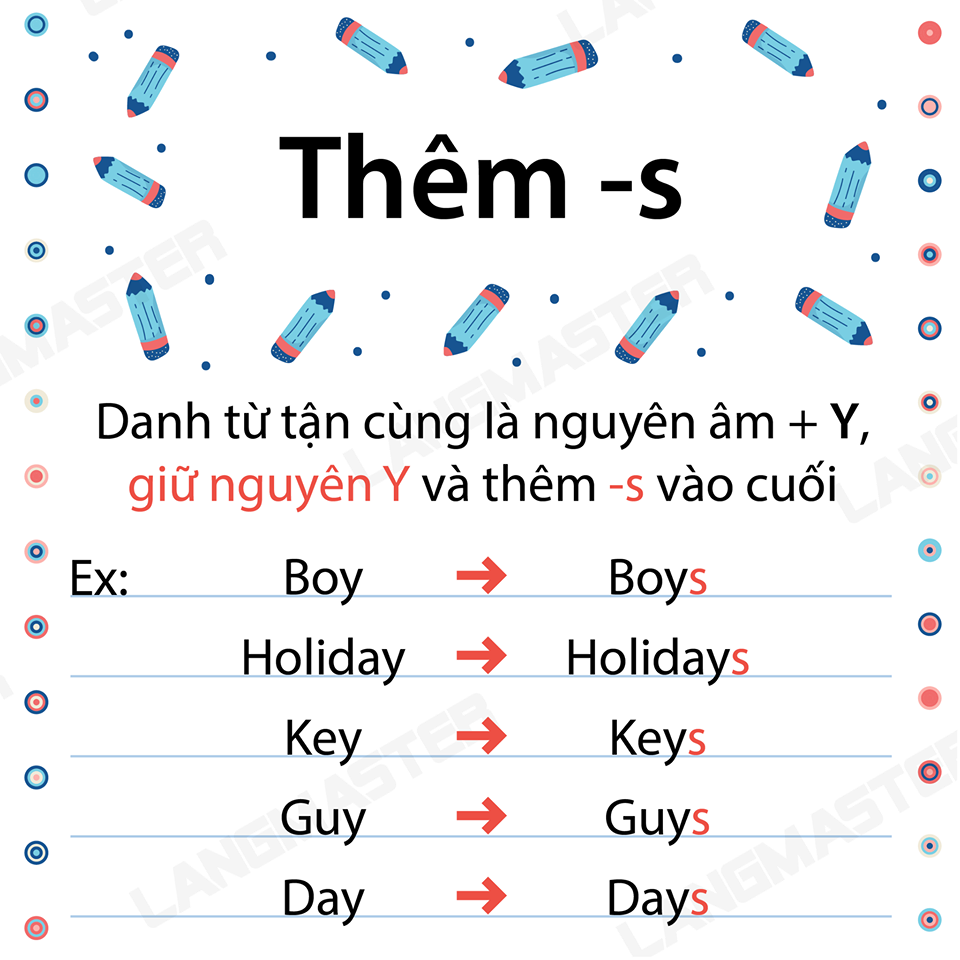 Thêm -s
Danh từ tận cùng là nguyên âm + Y,
giữ nguyên Y và thêm -s vào cuối
Ex: Boy → Boys
Holiday → Holidays
Key → Keys
Guy → Guys
Day → Days
LANGMASTER